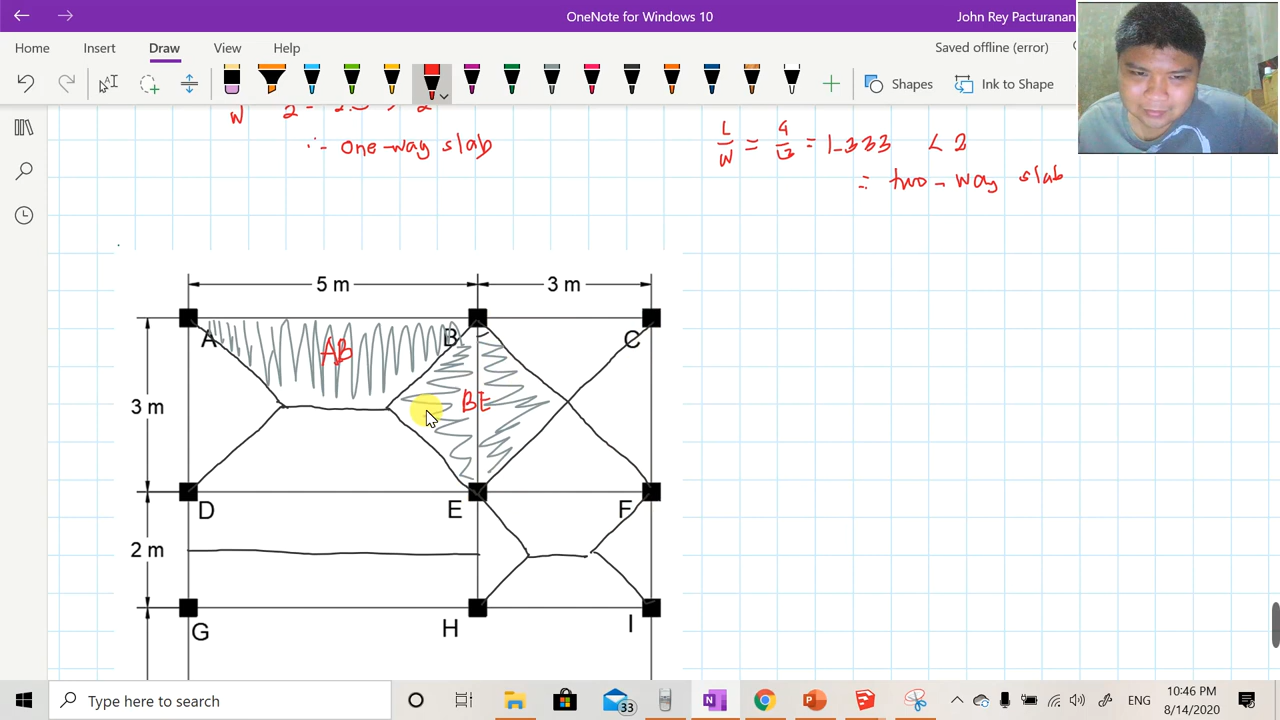 OneNote for Windows 10
John Rey Pacturanan
Home Insert Draw View Help
Saved offline (error)
Shapes Ink to Shape
W 2
∴ one-way slab
L/W = 4/3 = 1.333 < 2
∴ two-way slab
5 m 3 m
A B C
AB
BE
3 m
D E F
2 m
G H I
Type here to search
33
ENG
10:46 PM
8/14/2020